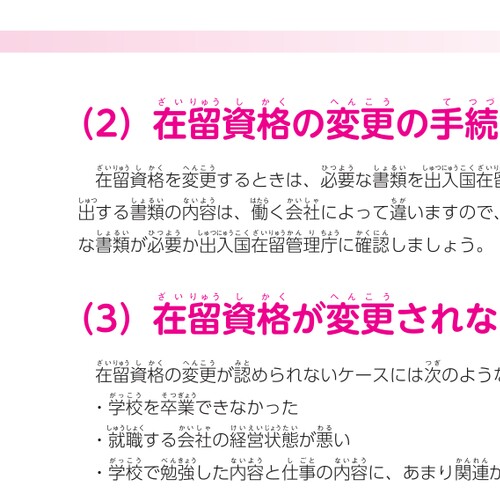 (2) 在留資格の変更の手続
在留資格を変更するときは、必要な書類を出入国在留
出する書類の内容は、働く会社によって違いますので、
な書類が必要か出入国在留管理庁に確認しましょう。
(3) 在留資格が変更されな
在留資格の変更が認められないケースには次のような
・学校を卒業できなかった
・就職する会社の経営状態が悪い
・学校で勉強した内容と仕事の内容に、あまり関連が